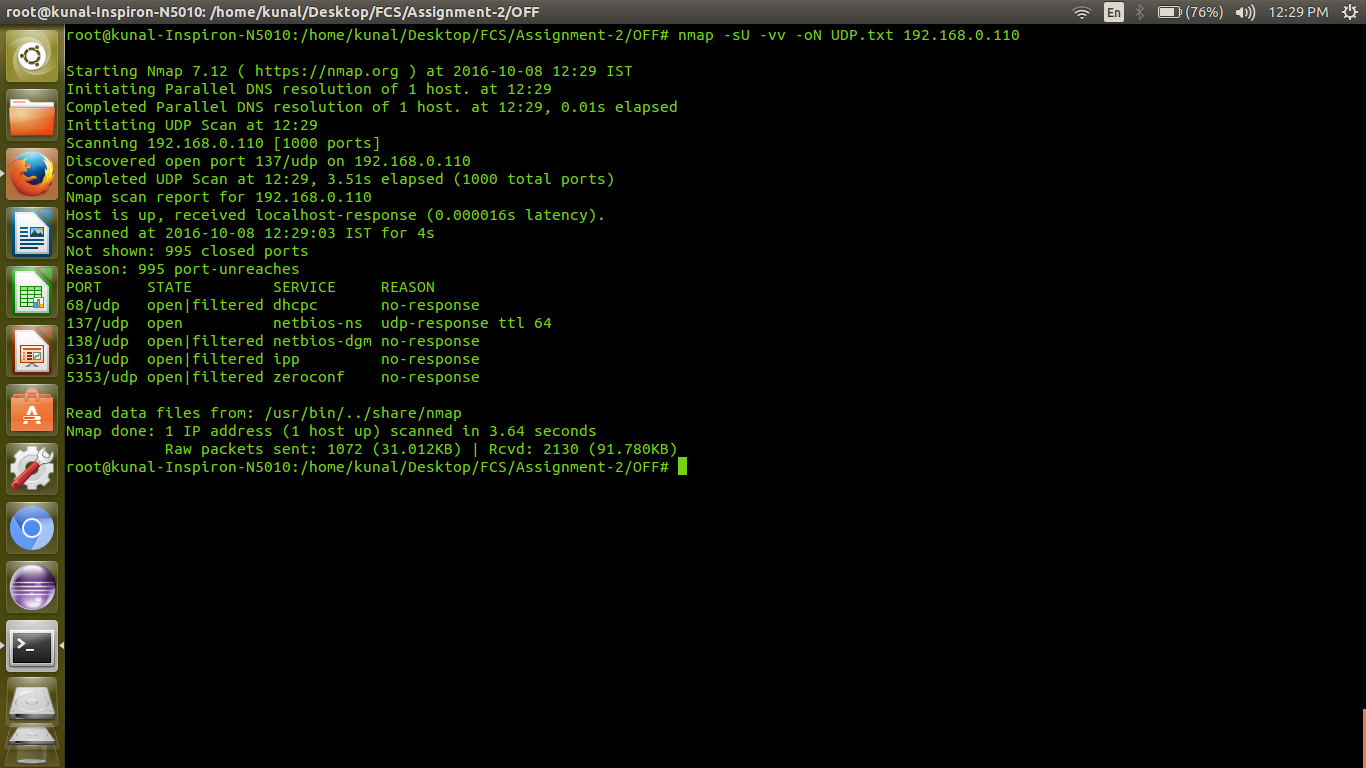 root@kunal-Inspiron-N5010: /home/kunal/Desktop/FCS/Assignment-2/OFF
En (76%) 12:29 PM
root@kunal-Inspiron-N5010:/home/kunal/Desktop/FCS/Assignment-2/OFF# nmap -sU -vv -oN UDP.txt 192.168.0.110
Starting Nmap 7.12 ( https://nmap.org ) at 2016-10-08 12:29 IST
Initiating Parallel DNS resolution of 1 host. at 12:29
Completed Parallel DNS resolution of 1 host. at 12:29, 0.01s elapsed
Initiating UDP Scan at 12:29
Scanning 192.168.0.110 [1000 ports]
Discovered open port 137/udp on 192.168.0.110
Completed UDP Scan at 12:29, 3.51s elapsed (1000 total ports)
Nmap scan report for 192.168.0.110
Host is up, received localhost-response (0.000016s latency).
Scanned at 2016-10-08 12:29:03 IST for 4s
Not shown: 995 closed ports
Reason: 995 port-unreaches
PORT     STATE         SERVICE     REASON
68/udp   open|filtered dhcpc       no-response
137/udp  open          netbios-ns  udp-response ttl 64
138/udp  open|filtered netbios-dgm no-response
631/udp  open|filtered ipp         no-response
5353/udp open|filtered zeroconf    no-response
Read data files from: /usr/bin/../share/nmap
Nmap done: 1 IP address (1 host up) scanned in 3.64 seconds
           Raw packets sent: 1072 (31.012KB) | Rcvd: 2130 (91.780KB)
root@kunal-Inspiron-N5010:/home/kunal/Desktop/FCS/Assignment-2/OFF#